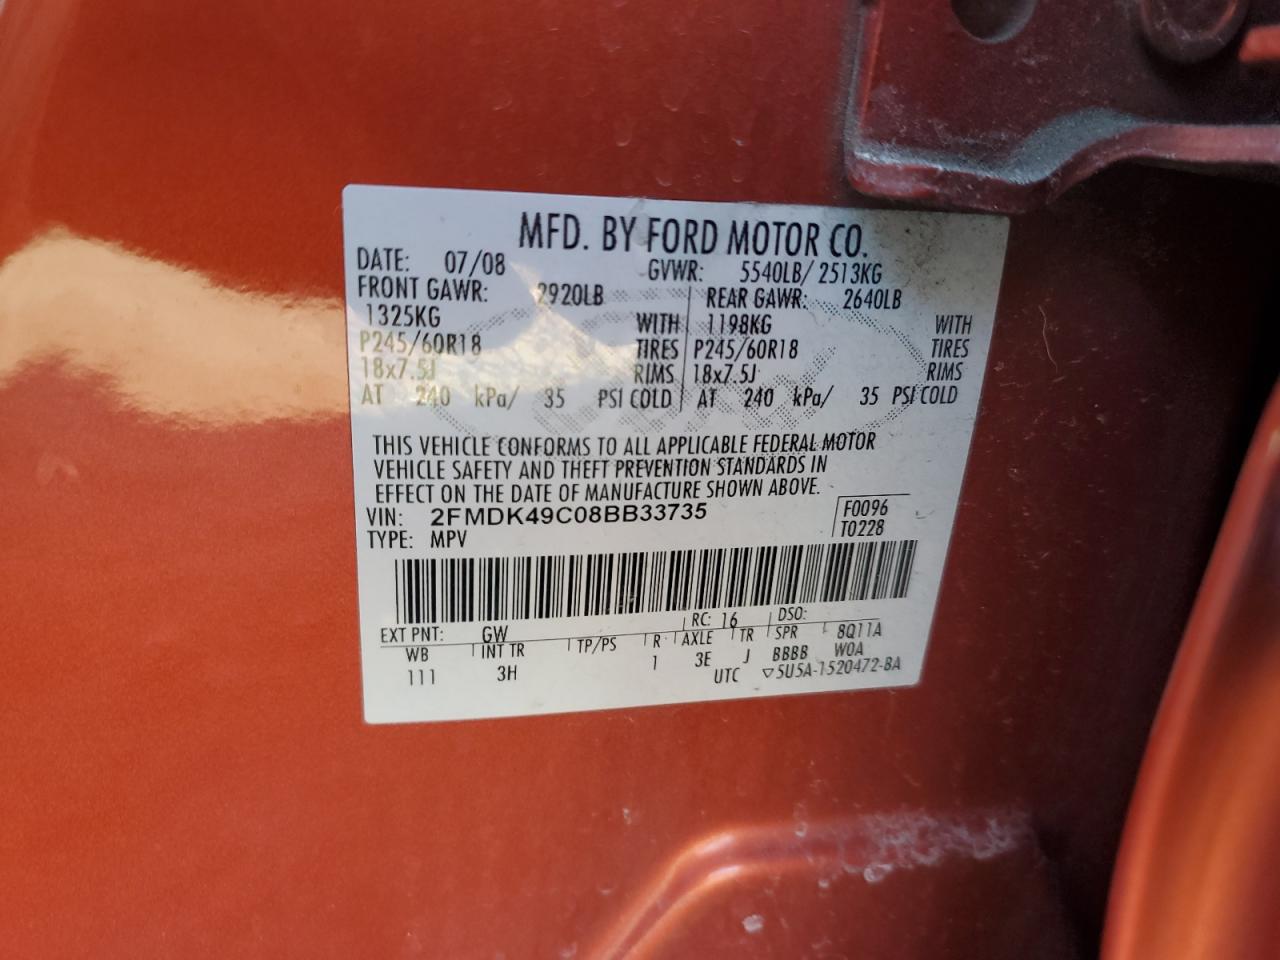 MFD. BY FORD MOTOR CO.
DATE: 07/08 GVWR: 5540LB/ 2513KG
FRONT GAWR: 2920LB REAR GAWR: 2640LB
1325KG WITH 1198KG WITH
P245/60R18 TIRES P245/60R18 TIRES
18x7.5J RIMS 18x7.5J RIMS
AT 240 kPa/ 35 PSI COLD AT 240 kPa/ 35 PSI COLD
THIS VEHICLE CONFORMS TO ALL APPLICABLE FEDERAL MOTOR
VEHICLE SAFETY AND THEFT PREVENTION STANDARDS IN
EFFECT ON THE DATE OF MANUFACTURE SHOWN ABOVE.
VIN: 2FMDK49C08BB33735 F0096
TYPE: MPV T0228
EXT PNT: GW RC: 16 DSO:
WB INT TR TP/PS R AXLE TR SPR 8Q11A
111 3H 1 3E J BBBB W0A
UTC ▽5U5A-1520472-BA